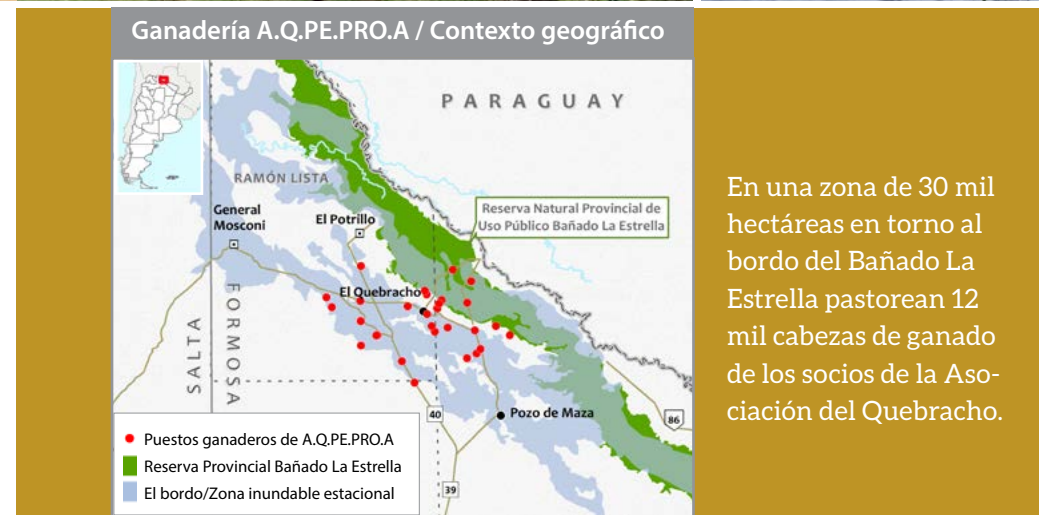 Ganadería A.Q.PE.PRO.A / Contexto geográfico
PARAGUAY
RAMÓN LISTA
General
Mosconi
El Potrillo
Reserva Natural Provincial de
Uso Público Bañado La Estrella
El Quebracho
SALTA
FORMOSA
40
Pozo de Maza
86
39
Puestos ganaderos de A.Q.PE.PRO.A
Reserva Provincial Bañado La Estrella
El bordo/Zona inundable estacional
En una zona de 30 mil
hectáreas en torno al
bordo del Bañado La
Estrella pastorean 12
mil cabezas de ganado
de los socios de la Aso-
ciación del Quebracho.